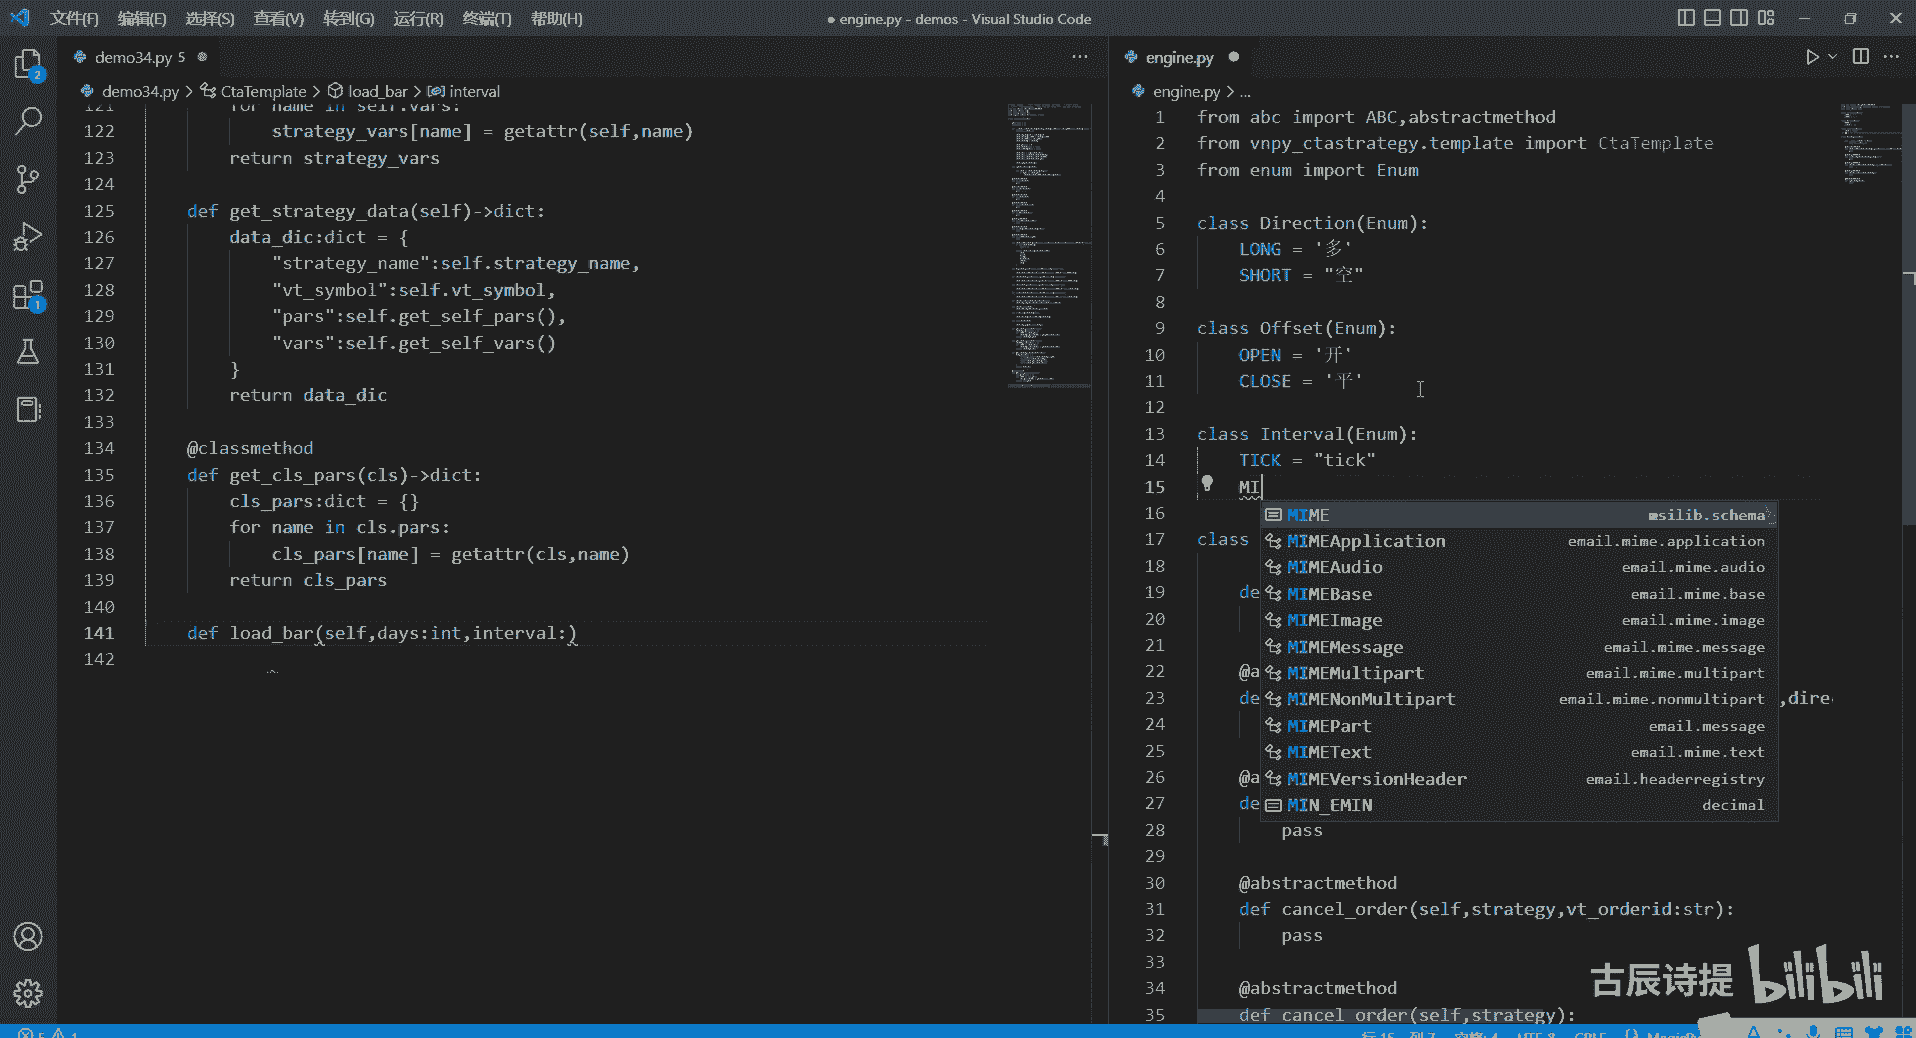 文件(F) 编辑(E) 选择(S) 查看(V) 转到(G) 运行(R) 终端(T) 帮助(H)
● engine.py - demos - Visual Studio Code
demo34.py 5
demo34.py > CtaTemplate > load_bar > interval
121 for name in self.vars:
122 strategy_vars[name] = getattr(self,name)
123 return strategy_vars
124
125 def get_strategy_data(self)->dict:
126 data_dic:dict = {
127 "strategy_name":self.strategy_name,
128 "vt_symbol":self.vt_symbol,
129 "pars":self.get_self_pars(),
130 "vars":self.get_self_vars()
131 }
132 return data_dic
133
134 @classmethod
135 def get_cls_pars(cls)->dict:
136 cls_pars:dict = {}
137 for name in cls.pars:
138 cls_pars[name] = getattr(cls,name)
139 return cls_pars
140
141 def load_bar(self,days:int,interval:)
142
2
1
engine.py
engine.py > ...
1 from abc import ABC,abstractmethod
2 from vnpy_ctastrategy.template import CtaTemplate
3 from enum import Enum
4
5 class Direction(Enum):
6 LONG = '多'
7 SHORT = "空"
8
9 class Offset(Enum):
10 OPEN = '开'
11 CLOSE = '平'
12
13 class Interval(Enum):
14 TICK = "tick"
15 MI
16
17 class
18
19 de
20
21
22 @a
23 de ,dire
24
25
26 @a
27 de
28 pass
29
30 @abstractmethod
31 def cancel_order(self,strategy,vt_orderid:str):
32 pass
33
34 @abstractmethod
35 def cancel_order(self,strategy):
MIME msilib.schema
MIMEApplication email.mime.application
MIMEAudio email.mime.audio
MIMEBase email.mime.base
MIMEImage email.mime.image
MIMEMessage email.mime.message
MIMEMultipart email.mime.multipart
MIMENonMultipart email.mime.nonmultipart
MIMEPart email.message
MIMEText email.mime.text
MIMEVersionHeader email.headerregistry
MIN_EMIN decimal
古辰诗提 bilibili